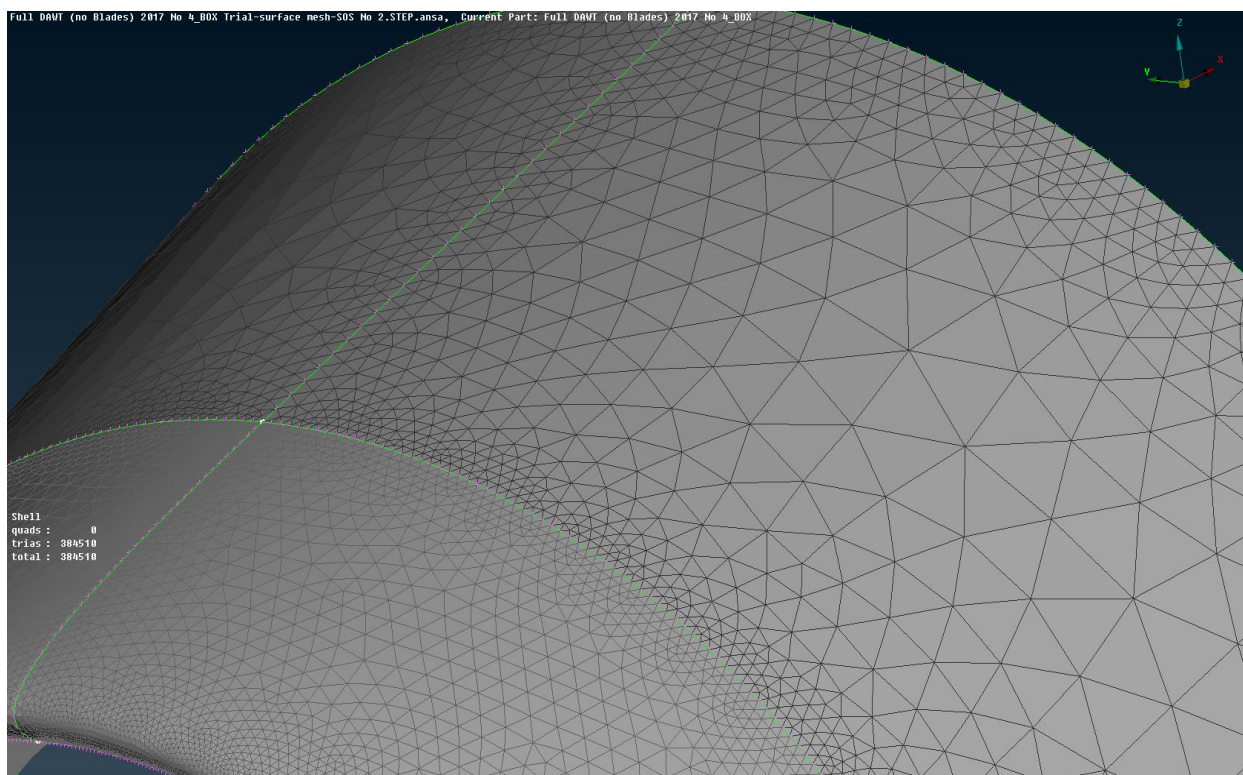 Full DAWT (no Blades) 2017 No 4_BOX Trial-surface mesh-SOS No 2.STEP.ansa, Current Part: Full DAWT (no Blades) 2017 No 4_BOX
Z
Y
X
Shell
quads : 0
trias : 384510
total : 384510